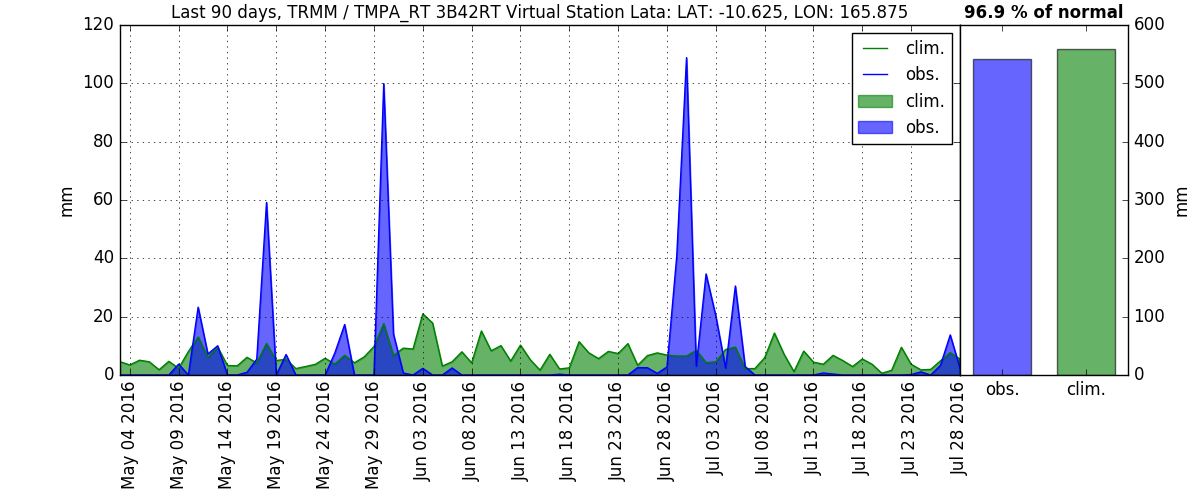 Last 90 days, TRMM / TMPA_RT 3B42RT Virtual Station Lata: LAT: -10.625, LON: 165.875
96.9 % of normal
mm
120
100
80
60
40
20
0
clim.
obs.
clim.
obs.
May 04 2016
May 09 2016
May 14 2016
May 19 2016
May 24 2016
May 29 2016
Jun 03 2016
Jun 08 2016
Jun 13 2016
Jun 18 2016
Jun 23 2016
Jun 28 2016
Jul 03 2016
Jul 08 2016
Jul 13 2016
Jul 18 2016
Jul 23 2016
Jul 28 2016
600
500
400
300
200
100
0
mm
obs.
clim.